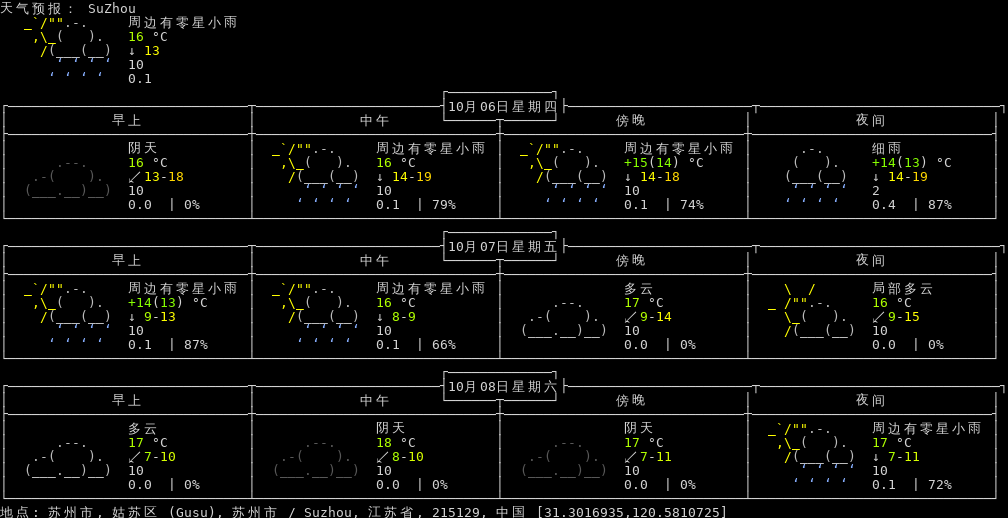 天气预报: SuZhou
周边有零星小雨
16 °C
↓ 13
10
0.1
10月06日星期四
早上 中午 傍晚 夜间
阴天 周边有零星小雨 周边有零星小雨 细雨
16 °C 16 °C +15(14) °C +14(13) °C
↙13-18 ↓ 14-19 ↓ 14-18 ↓ 14-19
10 10 10 2
0.0 | 0% 0.1 | 79% 0.1 | 74% 0.4 | 87%
10月07日星期五
早上 中午 傍晚 夜间
周边有零星小雨 周边有零星小雨 多云 局部多云
+14(13) °C 16 °C 17 °C 16 °C
↓ 9-13 ↓ 8-9 ↙9-14 ↙9-15
10 10 10 10
0.1 | 87% 0.1 | 66% 0.0 | 0% 0.0 | 0%
10月08日星期六
早上 中午 傍晚 夜间
多云 阴天 阴天 周边有零星小雨
17 °C 18 °C 17 °C 17 °C
↙7-10 ↙8-10 ↙7-11 ↓ 7-11
10 10 10 10
0.0 | 0% 0.0 | 0% 0.0 | 0% 0.1 | 72%
地点: 苏州市, 姑苏区 (Gusu), 苏州市 / Suzhou, 江苏省, 215129, 中国 [31.3016935,120.5810725]